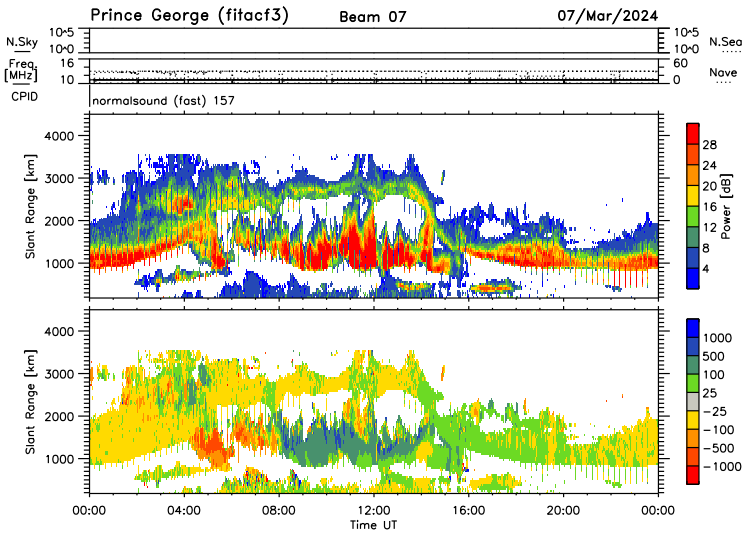 Prince George (fitacf3) Beam 07 07/Mar/2024
N.Sky 10^5 10^0 10^5 10^0 N.Sea
Freq. [MHz] 16 10 60 0 Nave
CPID normalsound (fast) 157
Slant Range [km] 4000 3000 2000 1000
28 24 20 16 12 8 4 Power [dB]
Slant Range [km] 4000 3000 2000 1000
1000 500 100 25 -25 -100 -500 -1000
00:00 04:00 08:00 12:00 16:00 20:00 00:00
Time UT